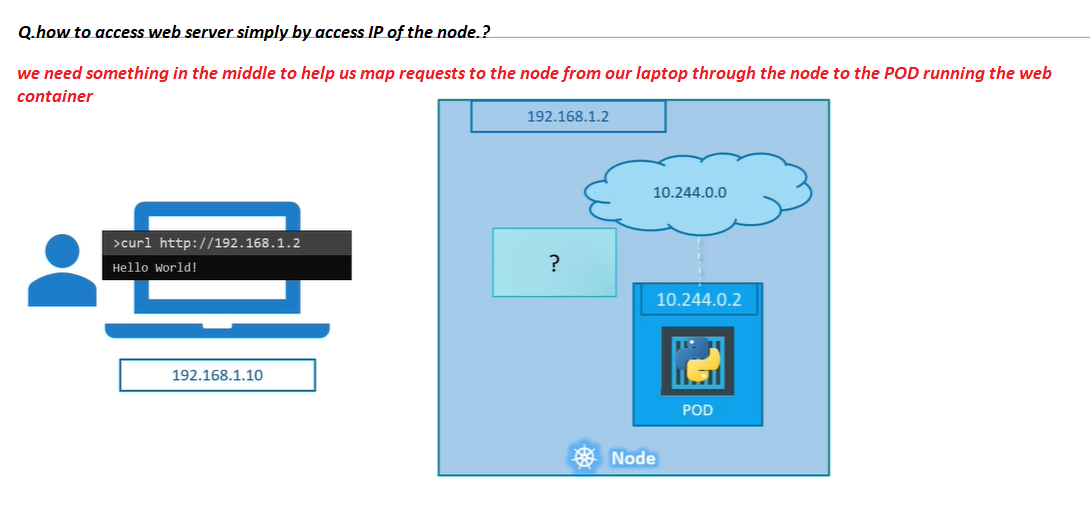 Q.how to access web server simply by access IP of the node.?
we need something in the middle to help us map requests to the node from our laptop through the node to the POD running the web
container
192.168.1.2
10.244.0.0
>curl http://192.168.1.2
Hello World!
?
10.244.0.2
192.168.1.10
POD
Node